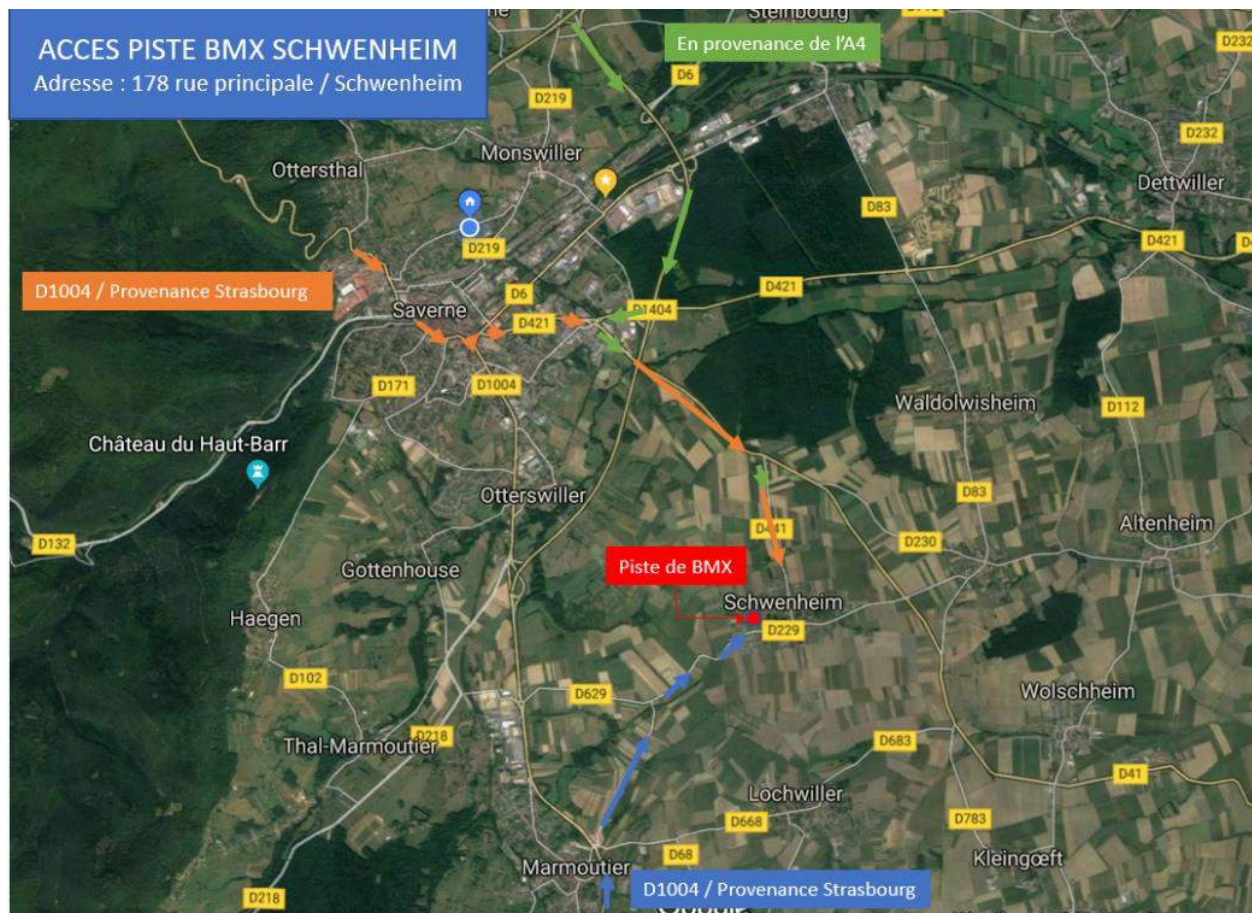 ACCES PISTE BMX SCHWENHEIM
Adresse : 178 rue principale / Schwenheim
Steinbourg
En provenance de l'A4
D6
D232
D219
D232
Monswiller
Ottersthal
Dettwiller
D83
D219
D421
D1004 / Provenance Strasbourg
D6
D421
Saverne
D421
D1404
D171
D1004
Waldolwisheim
D112
Château du Haut-Barr
Otterswiller
D83
D441
Altenheim
D132
D230
Gottenhouse
Piste de BMX
Schwenheim
Haegen
D229
D102
D629
Wolschheim
D218
Thal-Marmoutier
D683
D41
Lochwiller
D668
D783
D68
Kleingœft
Marmoutier
D1004 / Provenance Strasbourg
D218